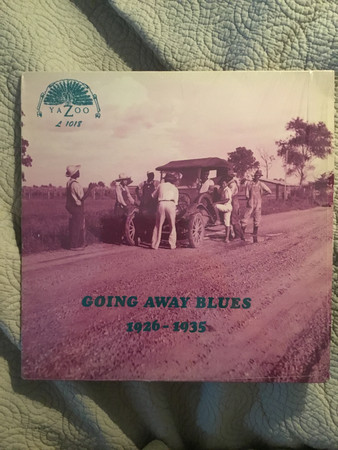 YAZOO
L-1018
GOING AWAY BLUES
1926-1935